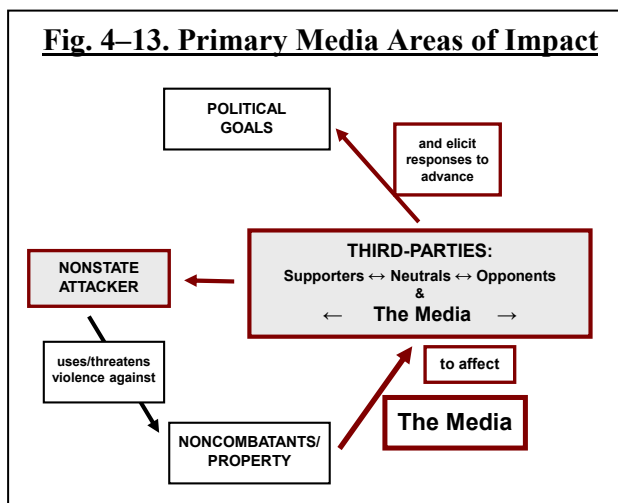 Fig. 4–13. Primary Media Areas of Impact
POLITICAL
GOALS
and elicit
responses to
advance
THIRD-PARTIES:
Supporters ↔ Neutrals ↔ Opponents
&
← The Media →
NONSTATE
ATTACKER
uses/threatens
violence against
to affect
The Media
NONCOMBATANTS/
PROPERTY